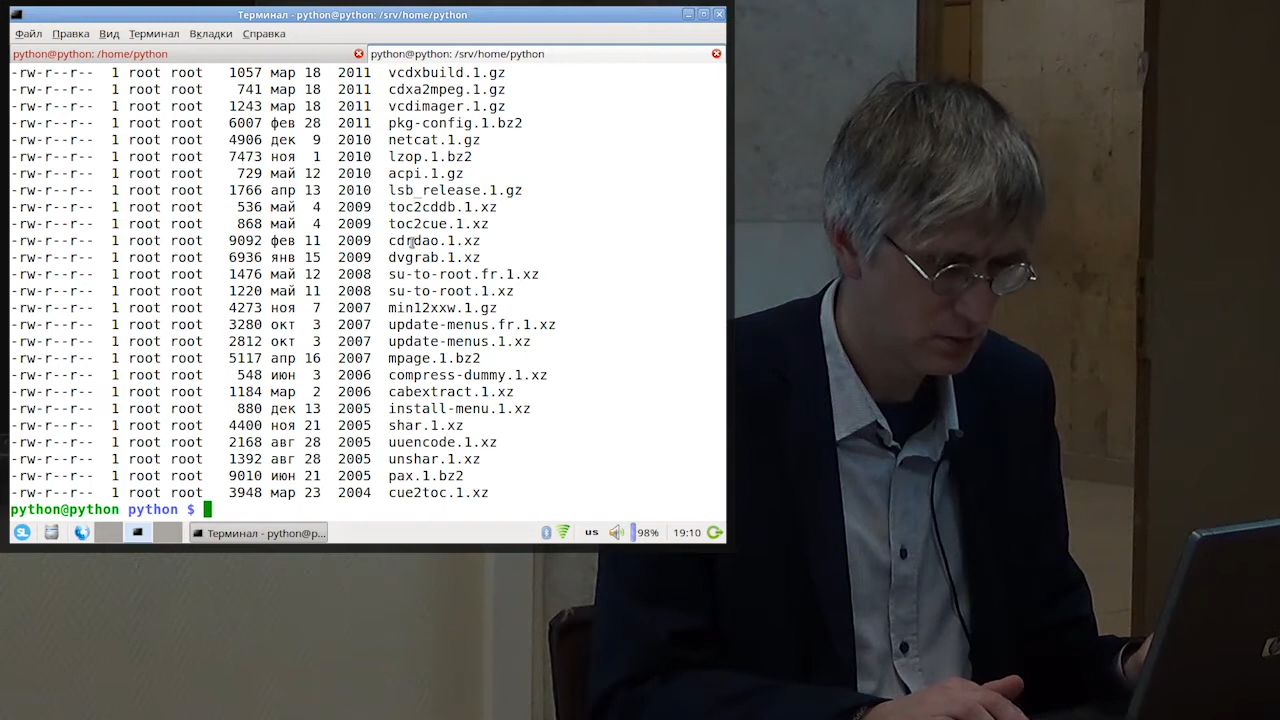 Терминал - python@python: /srv/home/python
Файл Правка Вид Терминал Вкладки Справка
python@python: /home/python python@python: /srv/home/python
-rw-r--r-- 1 root root 1057 мар 18 2011 vcdxbuild.1.gz
-rw-r--r-- 1 root root 741 мар 18 2011 cdxa2mpeg.1.gz
-rw-r--r-- 1 root root 1243 мар 18 2011 vcdimager.1.gz
-rw-r--r-- 1 root root 6007 фев 28 2011 pkg-config.1.bz2
-rw-r--r-- 1 root root 4906 дек 9 2010 netcat.1.gz
-rw-r--r-- 1 root root 7473 ноя 1 2010 lzop.1.bz2
-rw-r--r-- 1 root root 729 май 12 2010 acpi.1.gz
-rw-r--r-- 1 root root 1766 апр 13 2010 lsb_release.1.gz
-rw-r--r-- 1 root root 536 май 4 2009 toc2cddb.1.xz
-rw-r--r-- 1 root root 868 май 4 2009 toc2cue.1.xz
-rw-r--r-- 1 root root 9092 фев 11 2009 cdrdao.1.xz
-rw-r--r-- 1 root root 6936 янв 15 2009 dvgrab.1.xz
-rw-r--r-- 1 root root 1476 май 12 2008 su-to-root.fr.1.xz
-rw-r--r-- 1 root root 1220 май 11 2008 su-to-root.1.xz
-rw-r--r-- 1 root root 4273 ноя 7 2007 min12xxw.1.gz
-rw-r--r-- 1 root root 3280 окт 3 2007 update-menus.fr.1.xz
-rw-r--r-- 1 root root 2812 окт 3 2007 update-menus.1.xz
-rw-r--r-- 1 root root 5117 апр 16 2007 mpage.1.bz2
-rw-r--r-- 1 root root 548 июн 3 2006 compress-dummy.1.xz
-rw-r--r-- 1 root root 1184 мар 2 2006 cabextract.1.xz
-rw-r--r-- 1 root root 880 дек 13 2005 install-menu.1.xz
-rw-r--r-- 1 root root 4400 ноя 21 2005 shar.1.xz
-rw-r--r-- 1 root root 2168 авг 28 2005 uuencode.1.xz
-rw-r--r-- 1 root root 1392 авг 28 2005 unshar.1.xz
-rw-r--r-- 1 root root 9010 июн 21 2005 pax.1.bz2
-rw-r--r-- 1 root root 3948 мар 23 2004 cue2toc.1.xz
python@python python $
Терминал - python@p... us 98% 19:10
hp